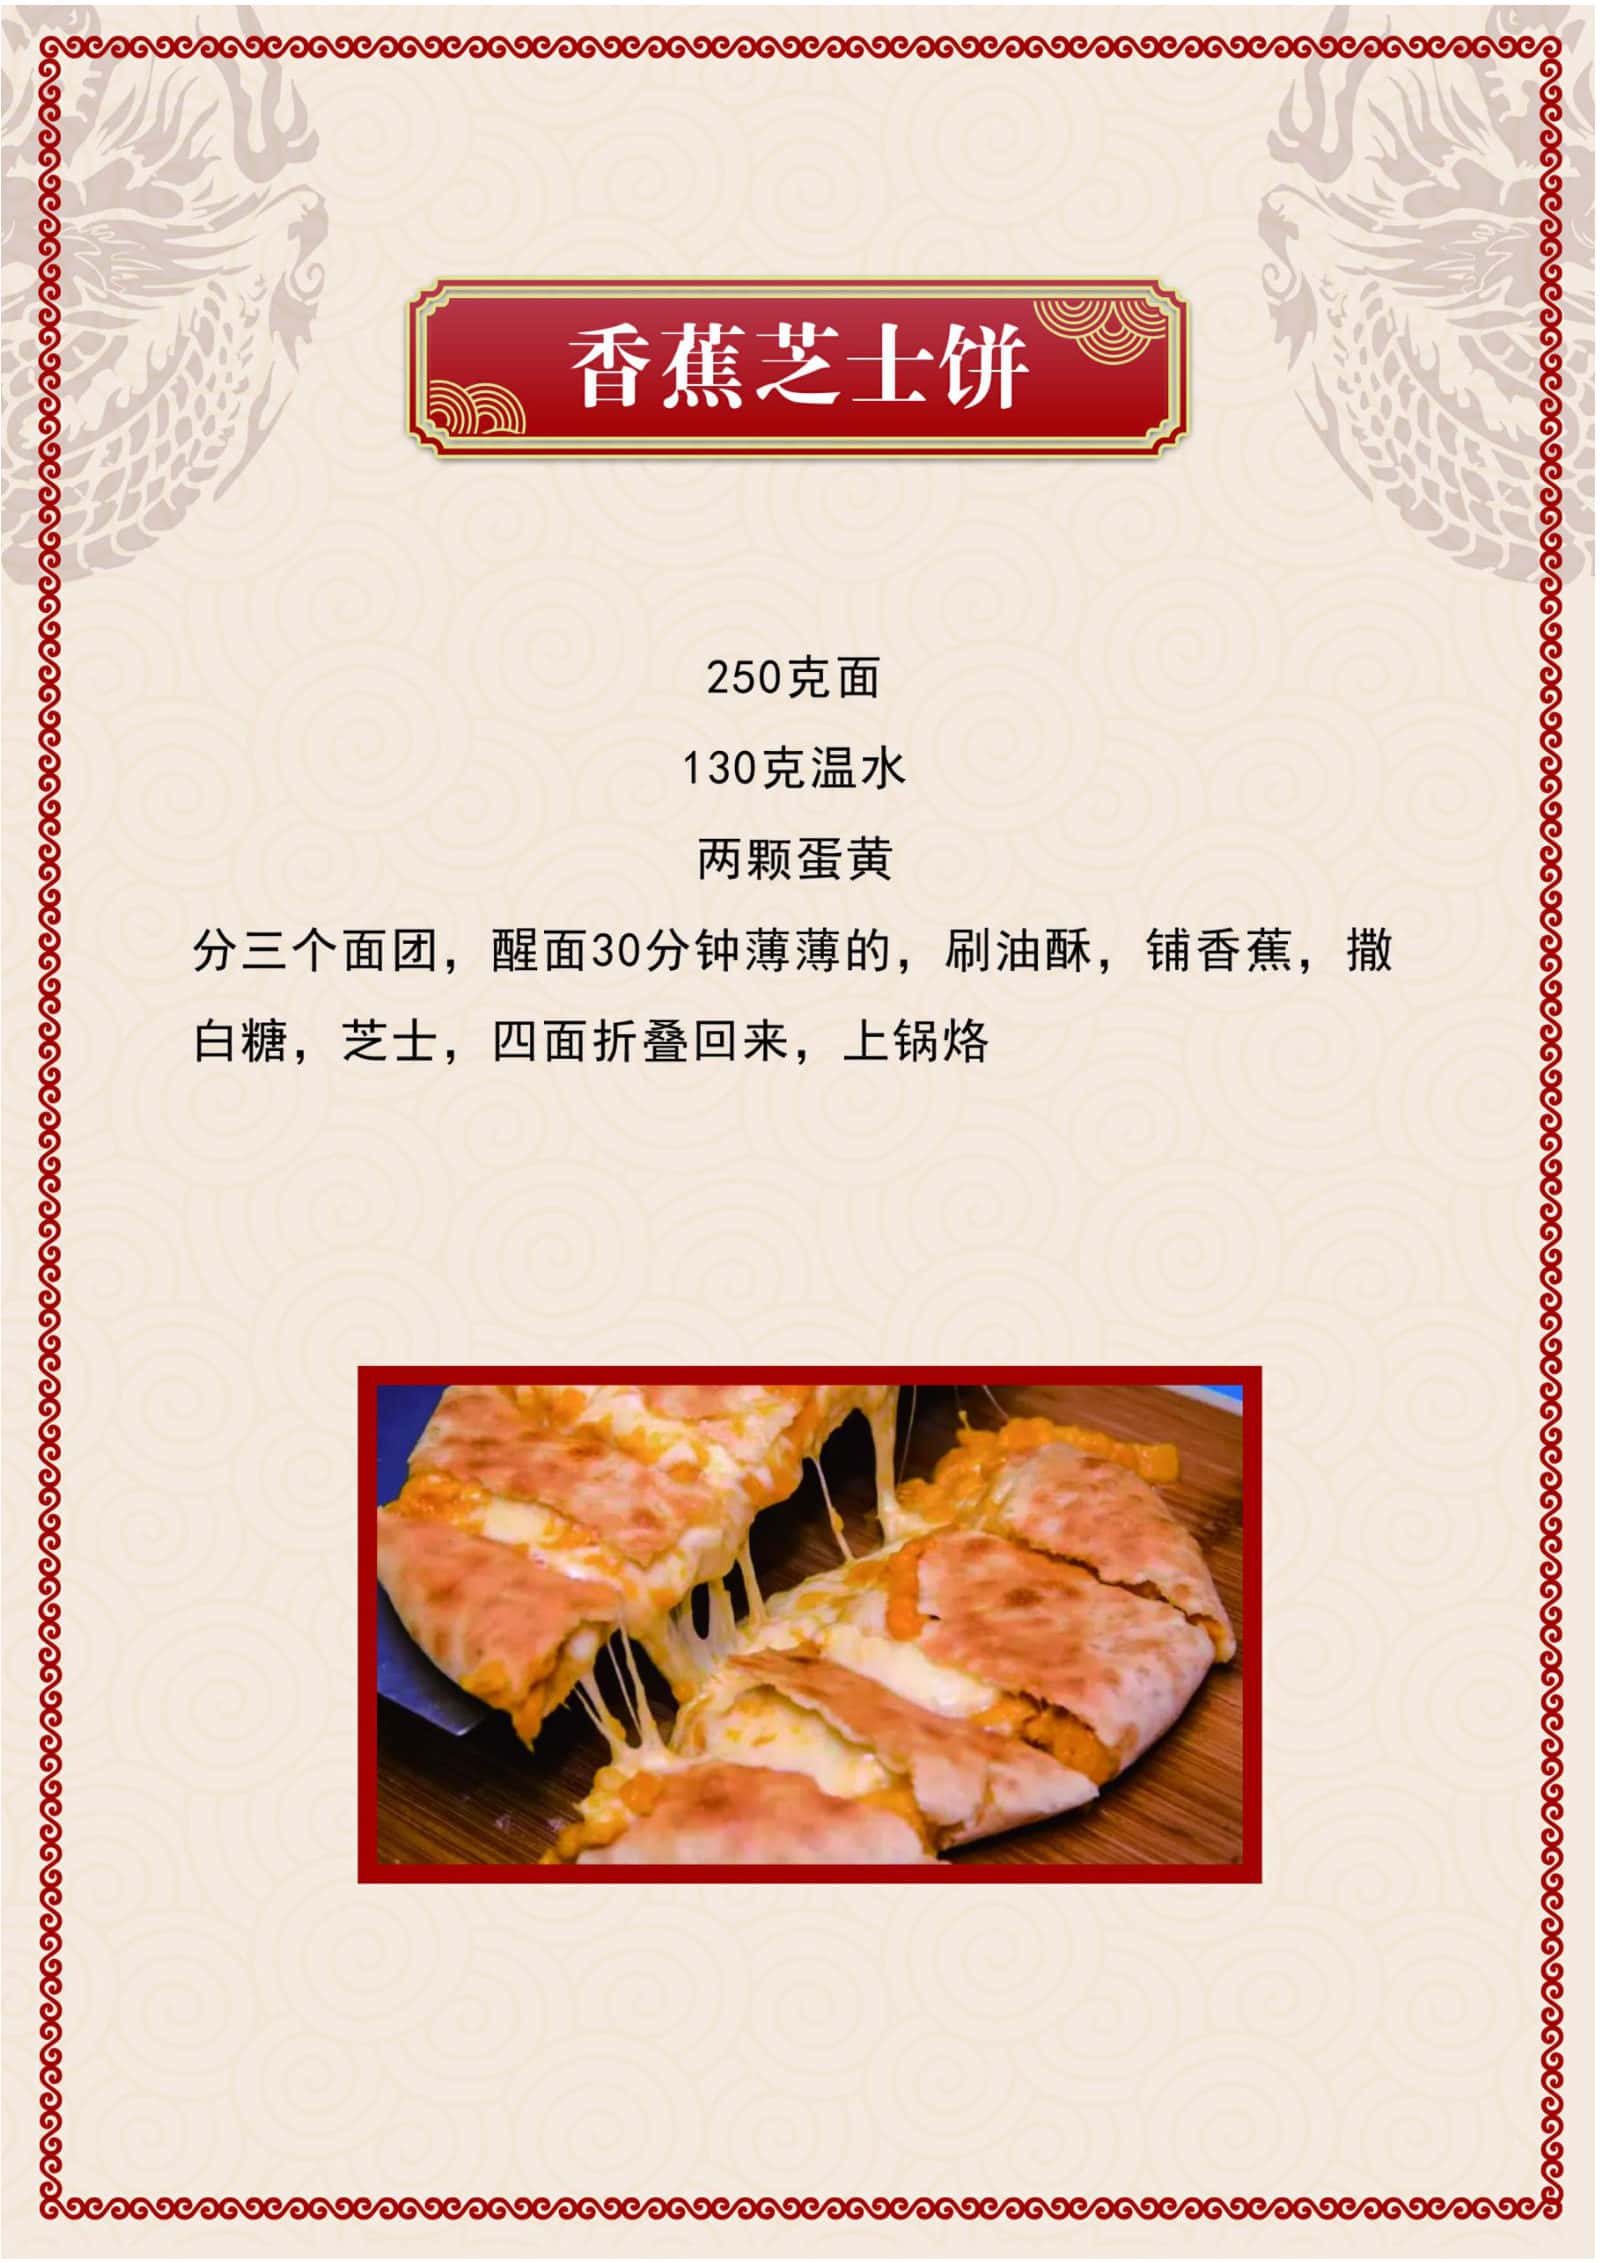 香蕉芝士饼
250克面
130克温水
两颗蛋黄
分三个面团，醒面30分钟薄薄的，刷油酥，铺香蕉，撒
白糖，芝士，四面折叠回来，上锅烙